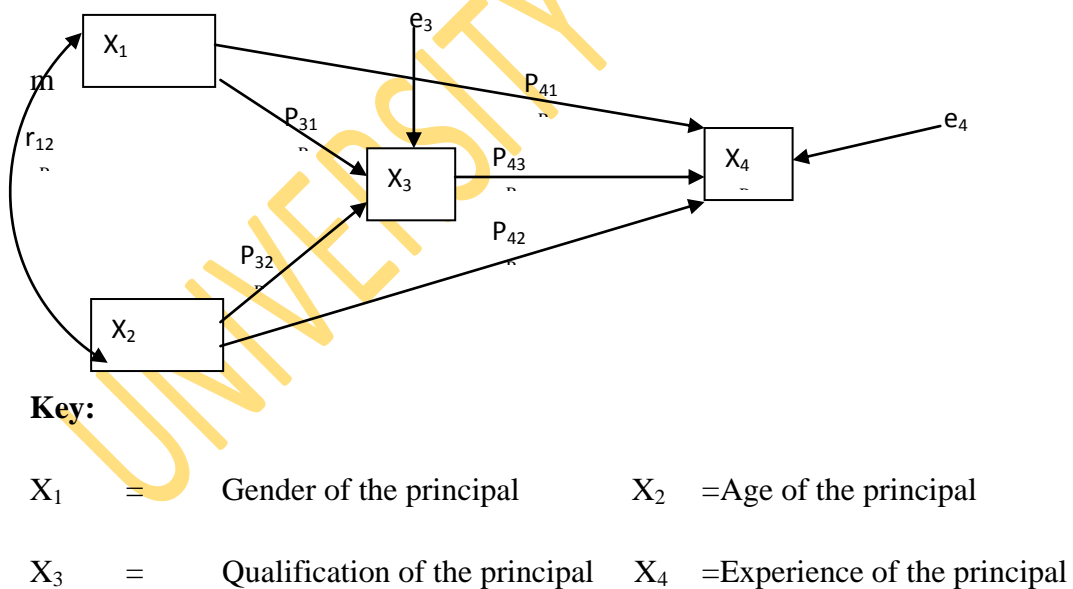 e₃
X₁
m
P₄₁
P₃₁
e₄
r₁₂
P₄₃
X₄
X₃
P₄₂
P₃₂
X₂
Key:
X₁ = Gender of the principal X₂ =Age of the principal
X₃ = Qualification of the principal X₄ =Experience of the principal
UNIVERSITY